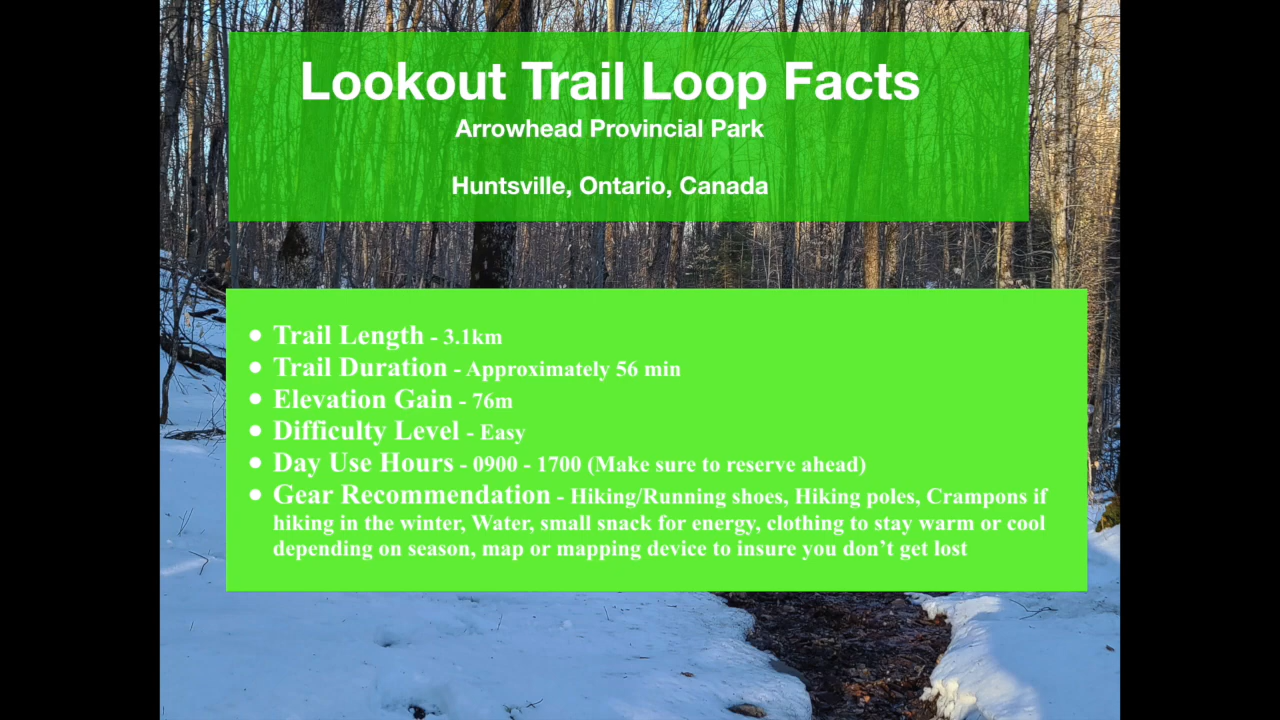 Lookout Trail Loop Facts
Arrowhead Provincial Park
Huntsville, Ontario, Canada
• Trail Length - 3.1km
• Trail Duration - Approximately 56 min
• Elevation Gain - 76m
• Difficulty Level - Easy
• Day Use Hours - 0900 - 1700 (Make sure to reserve ahead)
• Gear Recommendation - Hiking/Running shoes, Hiking poles, Crampons if
hiking in the winter, Water, small snack for energy, clothing to stay warm or cool
depending on season, map or mapping device to insure you don’t get lost